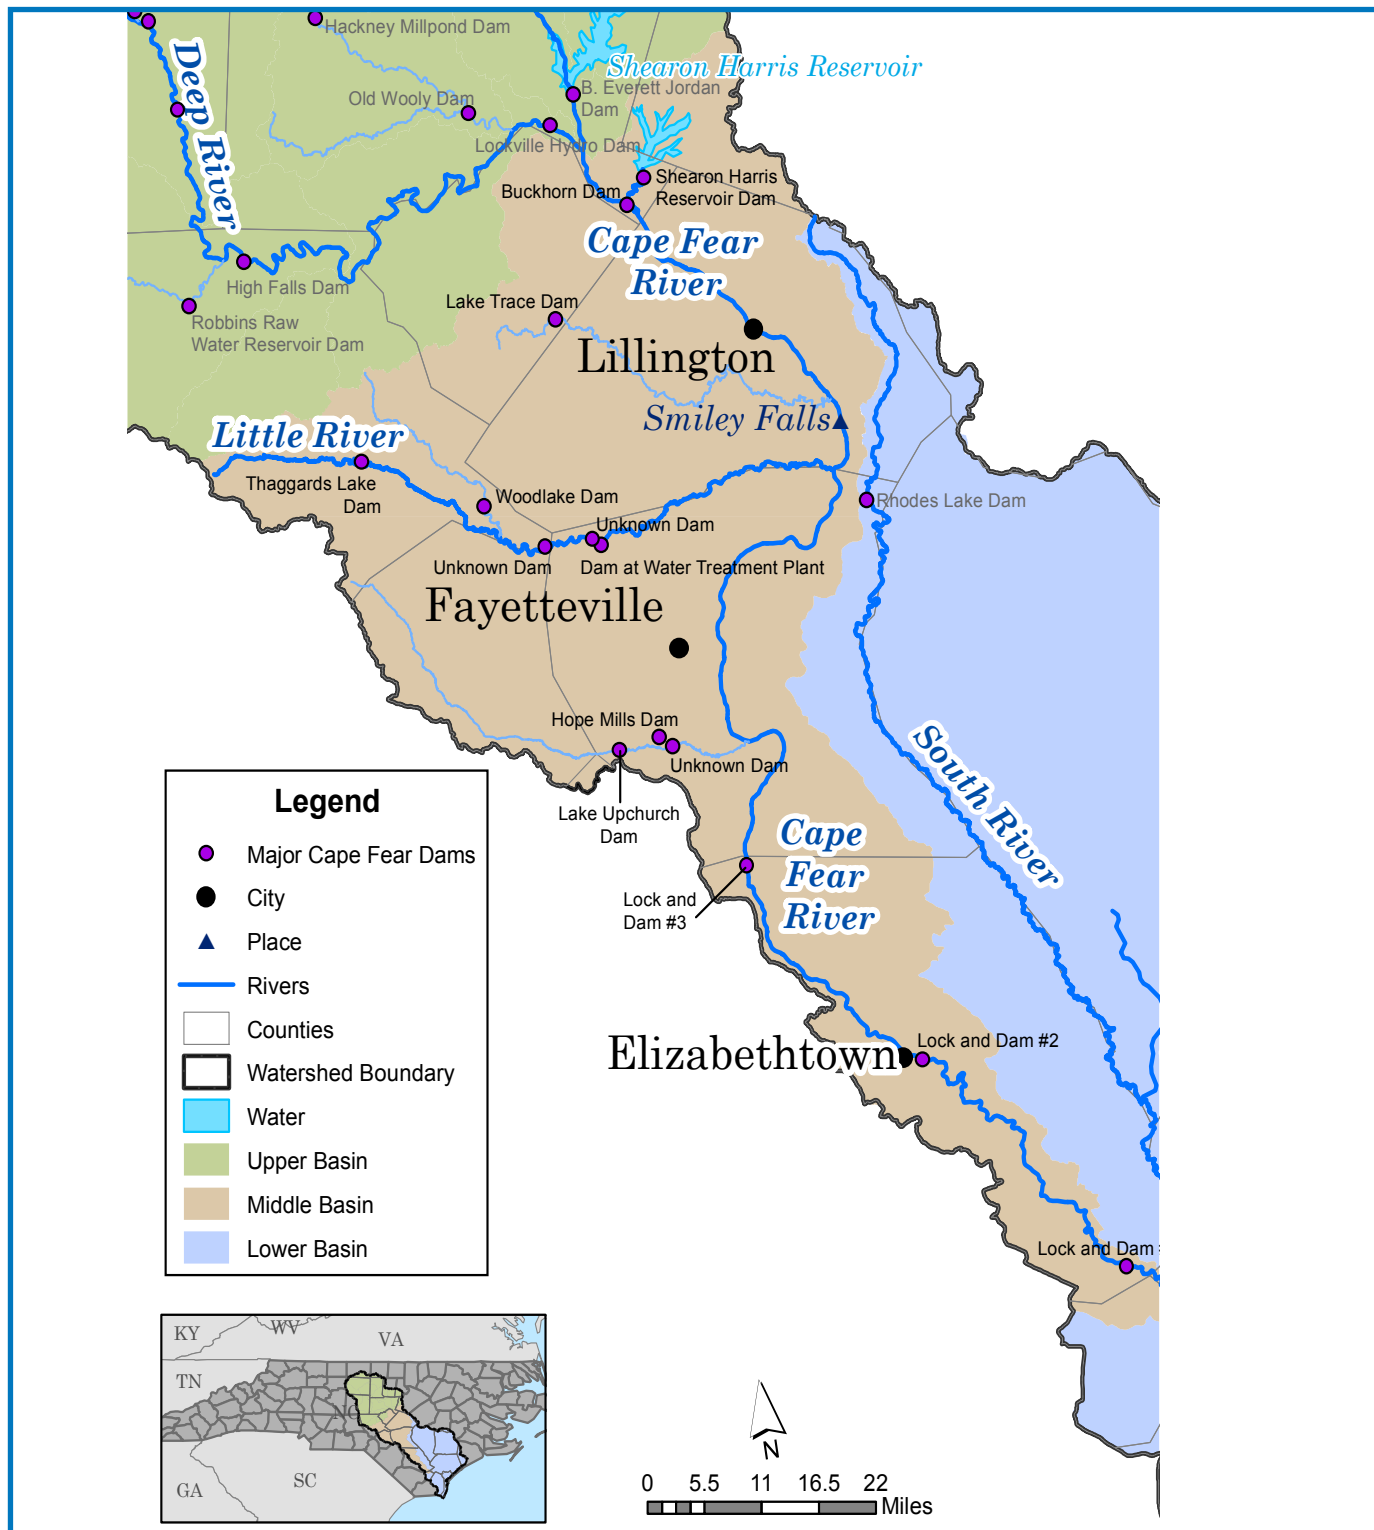 Hackney Millpond Dam
Deep River
Shearon Harris Reservoir
B. Everett Jordan
Dam
Old Wooly Dam
Lockville Hydro Dam
Shearon Harris
Reservoir Dam
Buckhorn Dam
Cape Fear
River
High Falls Dam
Lake Trace Dam
Robbins Raw
Water Reservoir Dam
Lillington
Smiley Falls
Little River
Thaggards Lake
Dam
Woodlake Dam
Rhodes Lake Dam
Unknown Dam
Unknown Dam
Dam at Water Treatment Plant
Fayetteville
Hope Mills Dam
Unknown Dam
South River
Lake Upchurch
Dam
Cape
Fear
River
Lock and
Dam #3
Elizabethtown
Lock and Dam #2
Lock and Dam
Legend
Major Cape Fear Dams
City
Place
Rivers
Counties
Watershed Boundary
Water
Upper Basin
Middle Basin
Lower Basin
KY
WV
VA
TN
NC
SC
GA
N
0 5.5 11 16.5 22
Miles